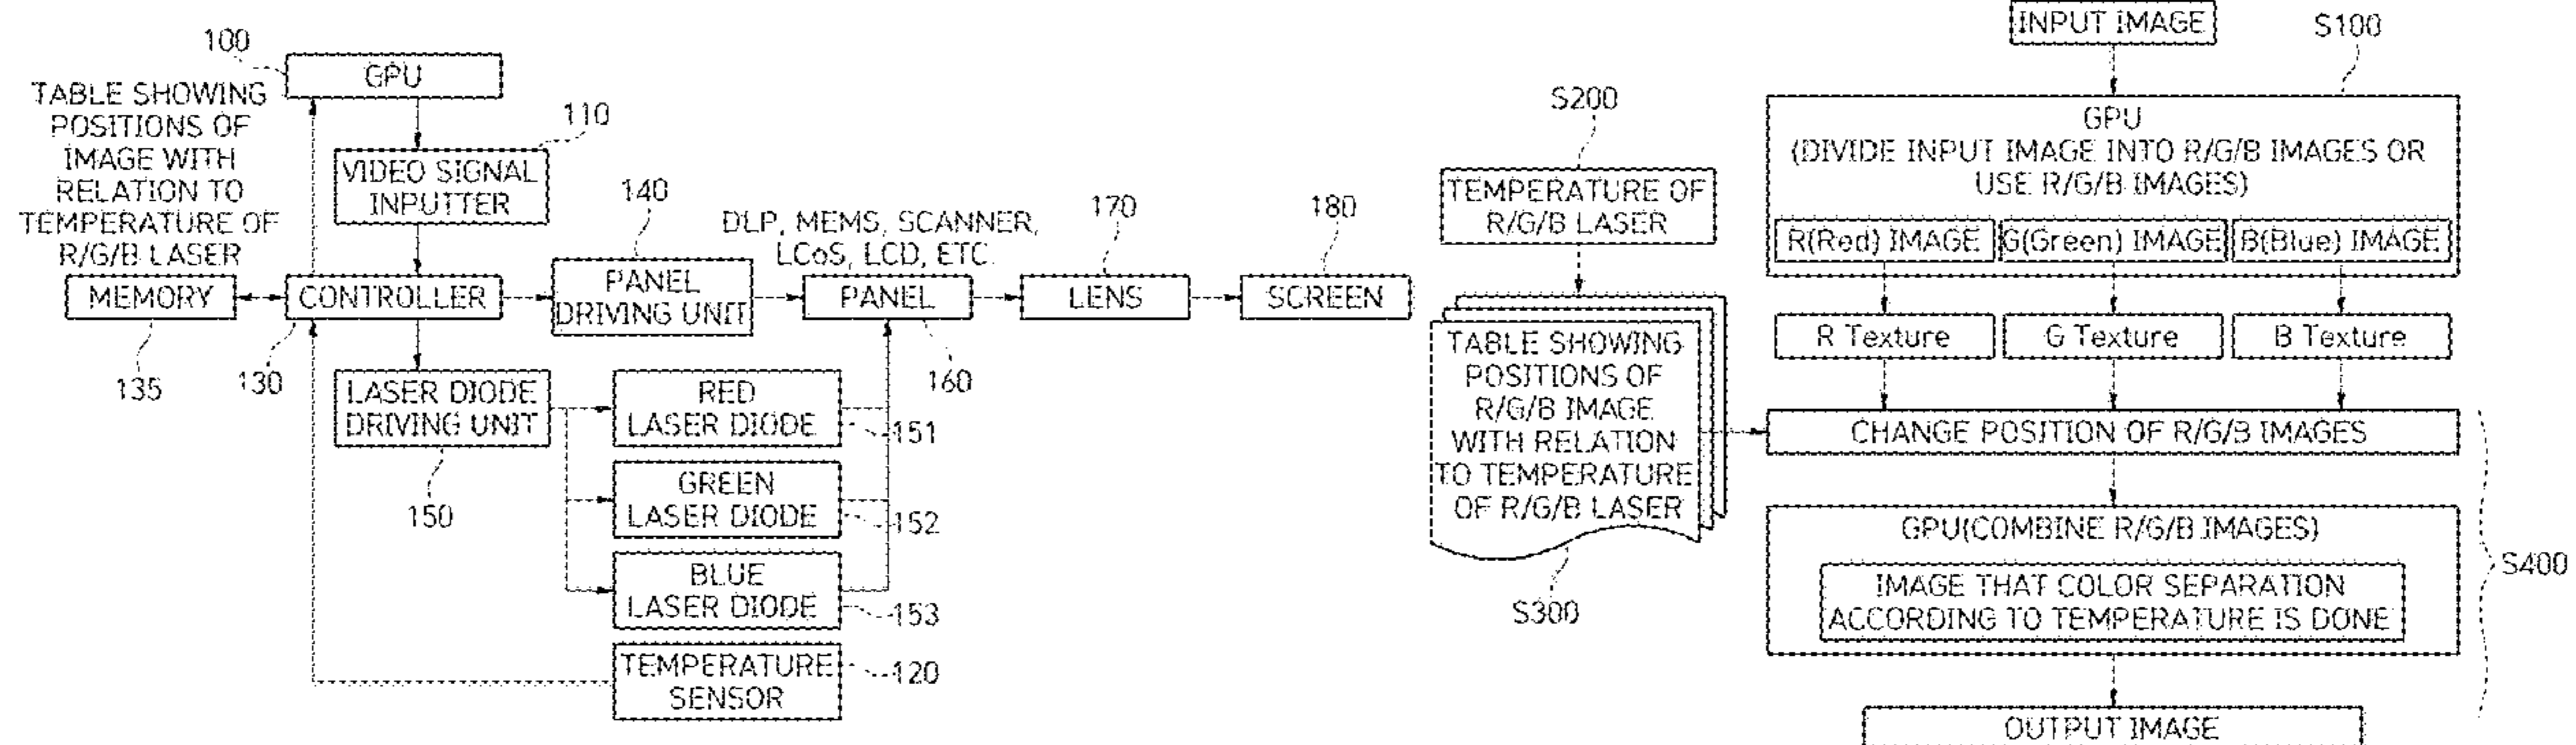 100
GPU
TABLE SHOWING
POSITIONS OF
IMAGE WITH
RELATION TO
TEMPERATURE OF
R/G/B LASER
110
VIDEO SIGNAL
INPUTTER
MEMORY
135
CONTROLLER
130
140
PANEL
DRIVING UNIT
DLP, MEMS, SCANNER,
LCoS, LCD, ETC.
PANEL
160
170
LENS
180
SCREEN
LASER DIODE
DRIVING UNIT
150
RED
LASER DIODE
151
GREEN
LASER DIODE
152
BLUE
LASER DIODE
153
TEMPERATURE
SENSOR
120
INPUT IMAGE
S100
GPU
(DIVIDE INPUT IMAGE INTO R/G/B IMAGES OR
USE R/G/B IMAGES)
R(Red) IMAGE
G(Green) IMAGE
B(Blue) IMAGE
R Texture
G Texture
B Texture
S200
TEMPERATURE OF
R/G/B LASER
TABLE SHOWING
POSITIONS OF
R/G/B IMAGE
WITH RELATION
TO TEMPERATURE
OF R/G/B LASER
S300
CHANGE POSITION OF R/G/B IMAGES
GPU(COMBINE R/G/B IMAGES)
IMAGE THAT COLOR SEPARATION
ACCORDING TO TEMPERATURE IS DONE
S400
OUTPUT IMAGE